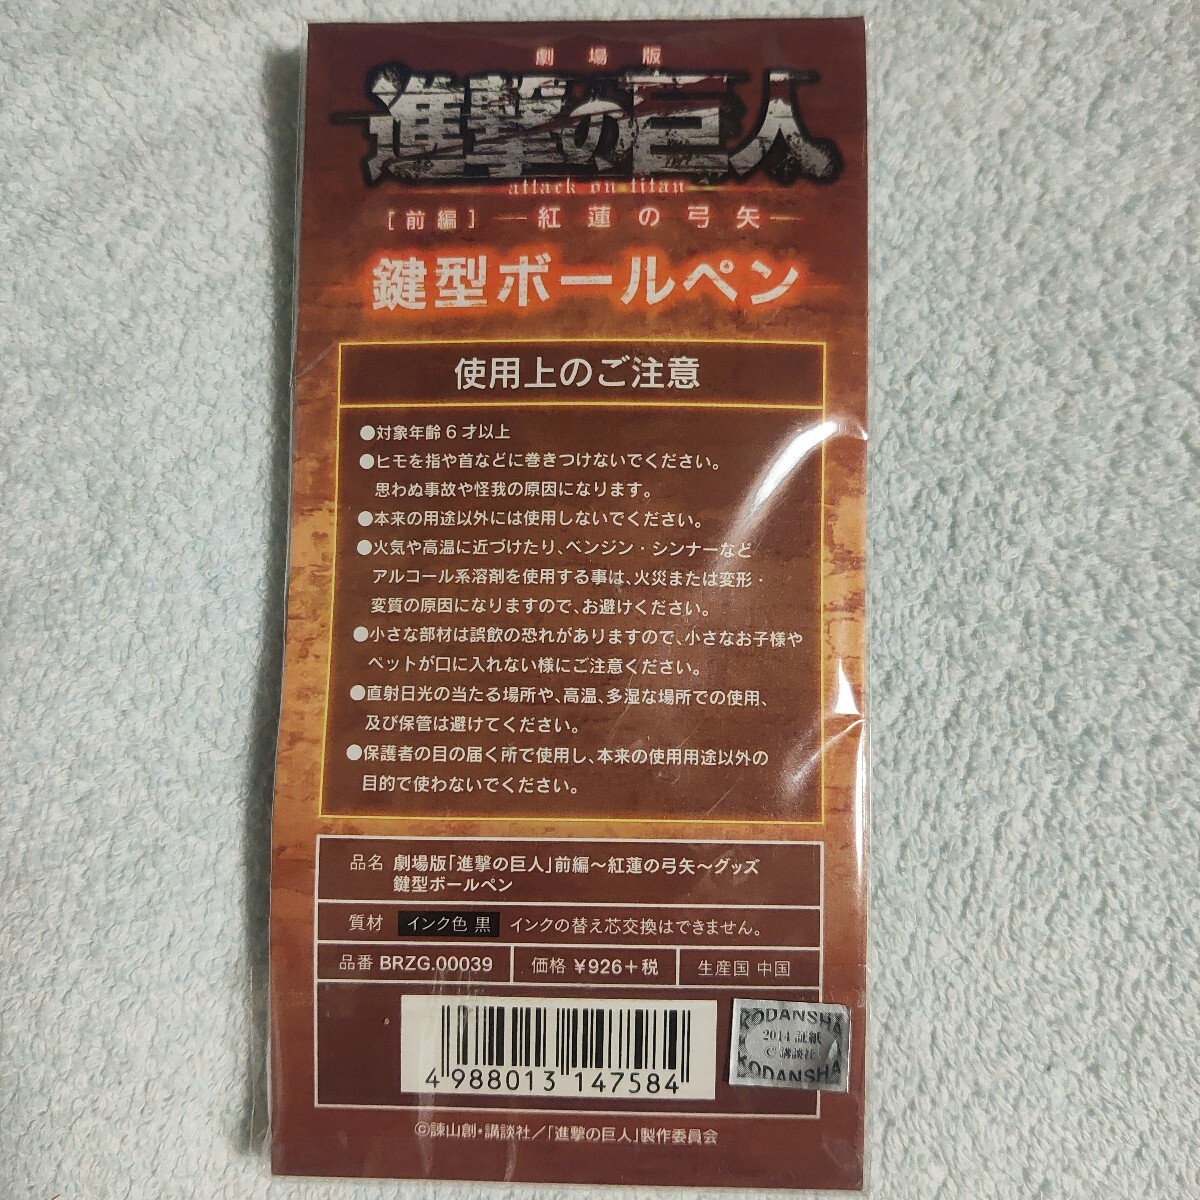 劇場版
進撃の巨人
attack on titan
[前編] ―紅蓮の弓矢―
鍵型ボールペン
使用上のご注意
●対象年齢6才以上
●ヒモを指や首などに巻きつけないでください。
思わぬ事故や怪我の原因になります。
●本来の用途以外には使用しないでください。
●火気や高温に近づけたり、ベンジン・シンナーなど
アルコール系溶剤を使用する事は、火災または変形・
変質の原因になりますので、お避けください。
●小さな部材は誤飲の恐れがありますので、小さなお子様や
ペットが口に入れない様にご注意ください。
●直射日光の当たる場所や、高温、多湿な場所での使用、
及び保管は避けてください。
●保護者の目の届く所で使用し、本来の使用用途以外の
目的で使わないでください。
品名 劇場版「進撃の巨人」前編～紅蓮の弓矢～グッズ
鍵型ボールペン
質材 インク色 黒 インクの替え芯交換はできません。
品番 BRZG.00039 価格 ¥926+税 生産国 中国
4 988013 147584
KODANSHA
2014 証紙
© 講談社
KODANSHA
©諫山創・講談社/「進撃の巨人」製作委員会